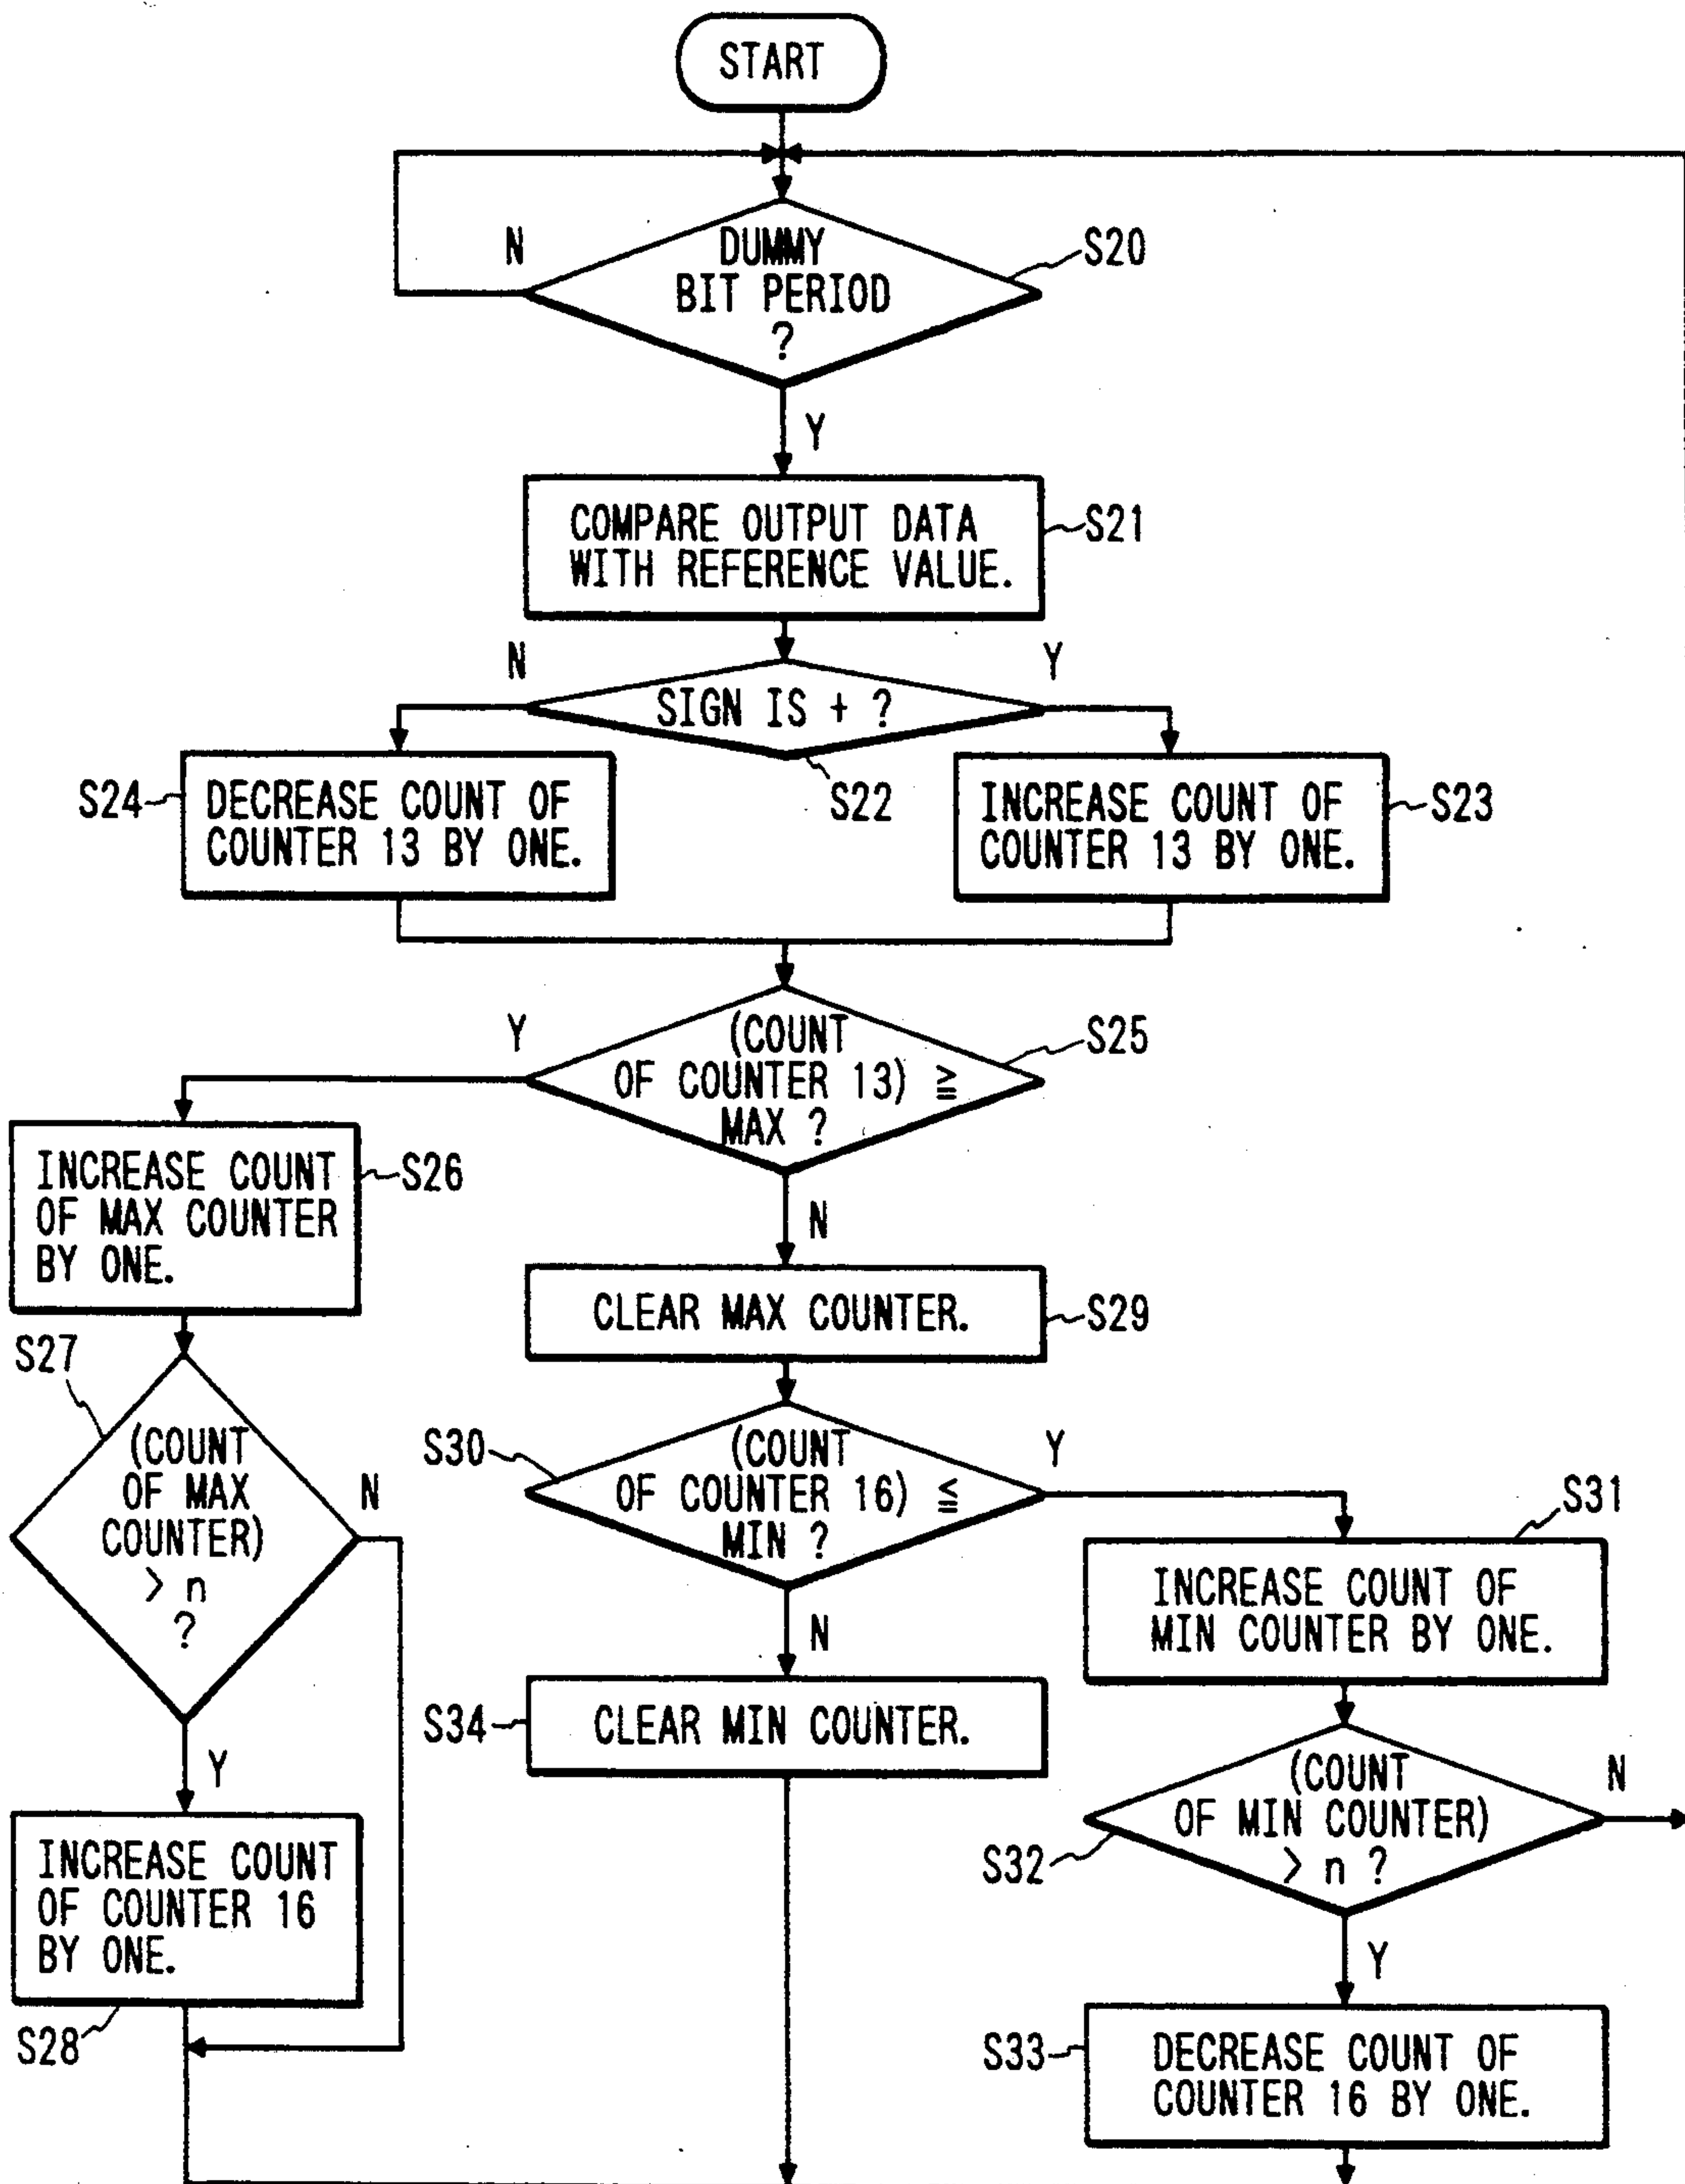 START
N
DUMMY
BIT PERIOD
?
S20
Y
COMPARE OUTPUT DATA
WITH REFERENCE VALUE.
S21
N
SIGN IS + ?
Y
S22
S24
DECREASE COUNT OF
COUNTER 13 BY ONE.
INCREASE COUNT OF
COUNTER 13 BY ONE.
S23
Y
(COUNT
OF COUNTER 13) ≧
MAX ?
S25
N
INCREASE COUNT
OF MAX COUNTER
BY ONE.
S26
CLEAR MAX COUNTER.
S29
S27
(COUNT
OF MAX
COUNTER)
> n
?
N
Y
S30
(COUNT
OF COUNTER 16) ≦
MIN ?
Y
N
S31
INCREASE COUNT OF
MIN COUNTER BY ONE.
S34
CLEAR MIN COUNTER.
(COUNT
OF MIN COUNTER)
> n ?
N
S32
Y
INCREASE COUNT
OF COUNTER 16
BY ONE.
S28
S33
DECREASE COUNT OF
COUNTER 16 BY ONE.